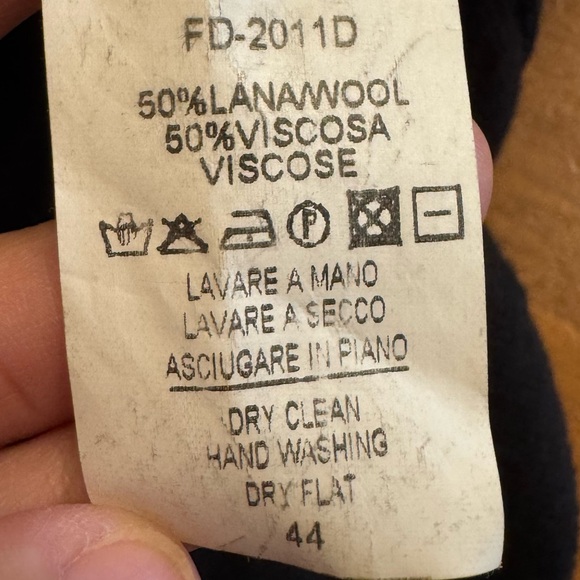 FD-2011D
50%LANA/WOOL
50%VISCOSA
VISCOSE
P
LAVARE A MANO
LAVARE A SECCO
ASCIUGARE IN PIANO
DRY CLEAN
HAND WASHING
DRY FLAT
44